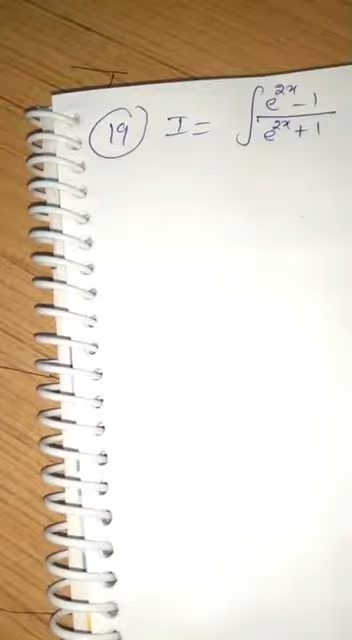 19 I = ∫ e^{2x} - 1 / e^{2x} + 1